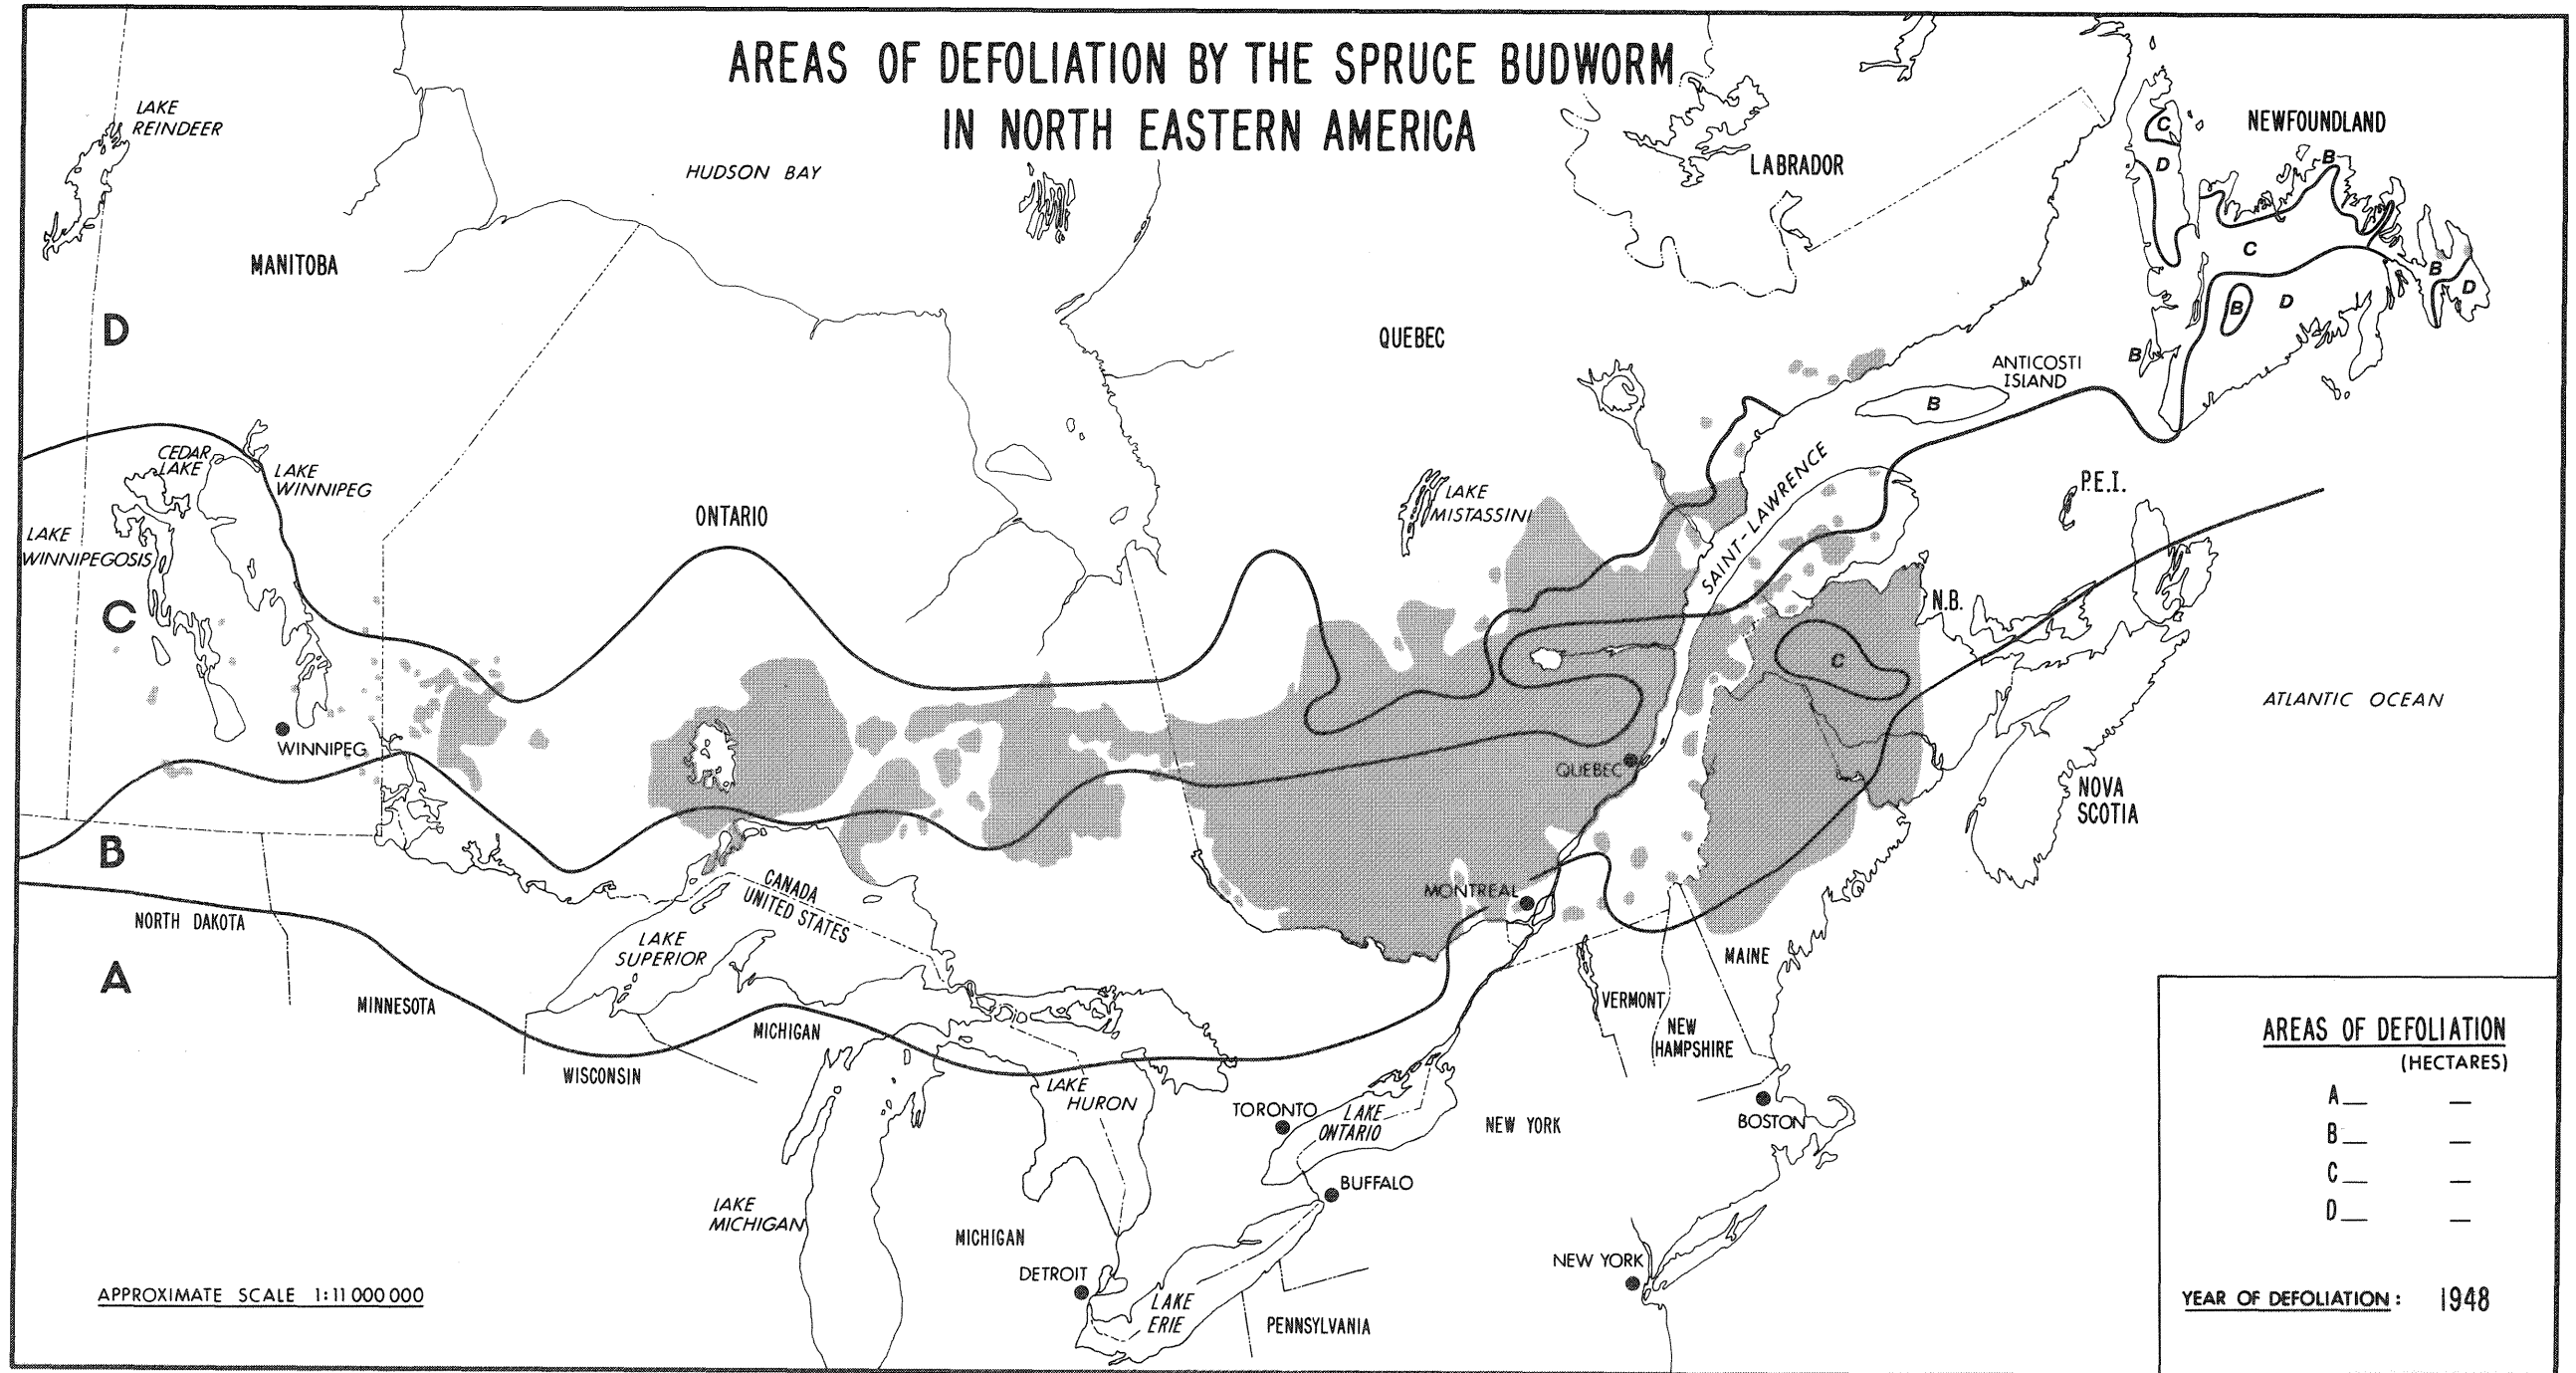 AREAS OF DEFOLIATION BY THE SPRUCE BUDWORM
IN NORTH EASTERN AMERICA
LAKE
REINDEER
HUDSON BAY
LABRADOR
NEWFOUNDLAND
C
D
B
C
B
D
B
D
B
MANITOBA
D
QUEBEC
ANTICOSTI
ISLAND
B
CEDAR
LAKE
LAKE
WINNIPEG
LAKE
MISTASSINI
SAINT-LAWRENCE
P.E.I.
ONTARIO
LAKE
WINNIPEGOSIS
C
N.B.
C
ATLANTIC OCEAN
WINNIPEG
QUEBEC
NOVA
SCOTIA
B
CANADA
UNITED STATES
MONTREAL
NORTH DAKOTA
LAKE
SUPERIOR
MAINE
A
MINNESOTA
MICHIGAN
VERMONT
NEW
HAMPSHIRE
WISCONSIN
LAKE
HURON
TORONTO
LAKE
ONTARIO
NEW YORK
BOSTON
BUFFALO
LAKE
MICHIGAN
MICHIGAN
DETROIT
NEW YORK
LAKE
ERIE
PENNSYLVANIA
APPROXIMATE SCALE 1:11 000 000
AREAS OF DEFOLIATION
(HECTARES)
A__ —
B__ —
C__ —
D__ —
YEAR OF DEFOLIATION: 1948